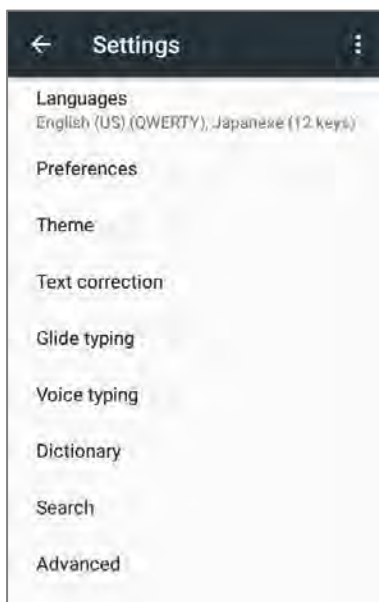 Settings
Languages
English (US) (QWERTY), Japanese (12 keys)
Preferences
Theme
Text correction
Glide typing
Voice typing
Dictionary
Search
Advanced